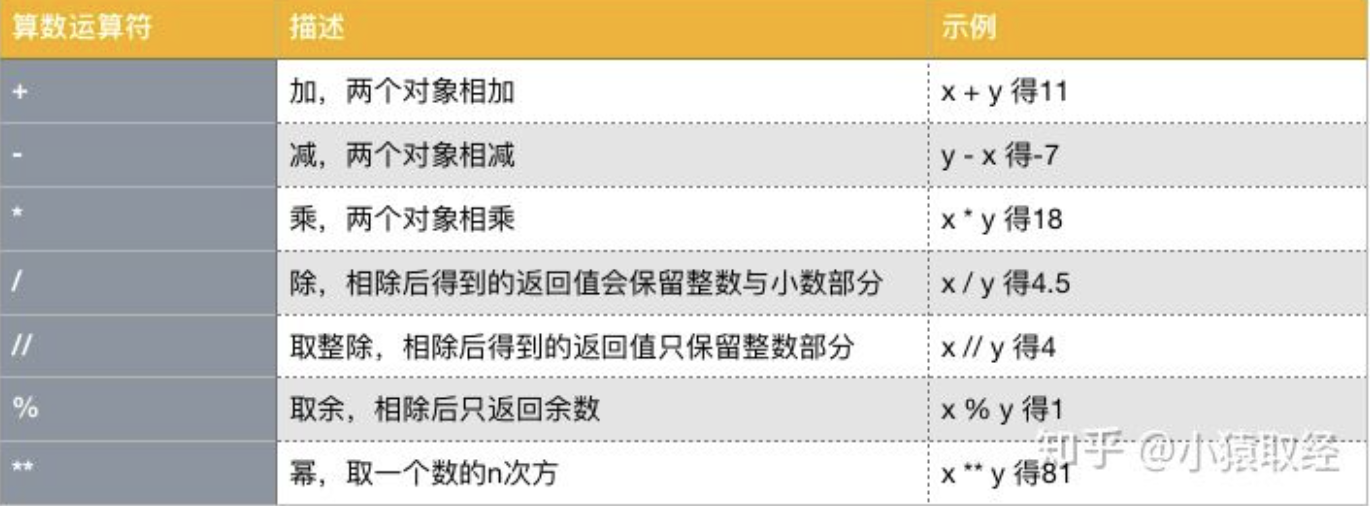 算数运算符 描述 示例
+ 加，两个对象相加 x + y 得11
- 减，两个对象相减 y - x 得-7
* 乘，两个对象相乘 x * y 得18
/ 除，相除后得到的返回值会保留整数与小数部分 x / y 得4.5
// 取整除，相除后得到的返回值只保留整数部分 x // y 得4
% 取余，相除后只返回余数 x % y 得1
** 幂，取一个数的n次方 x ** y 得81
知乎 @小猿取经